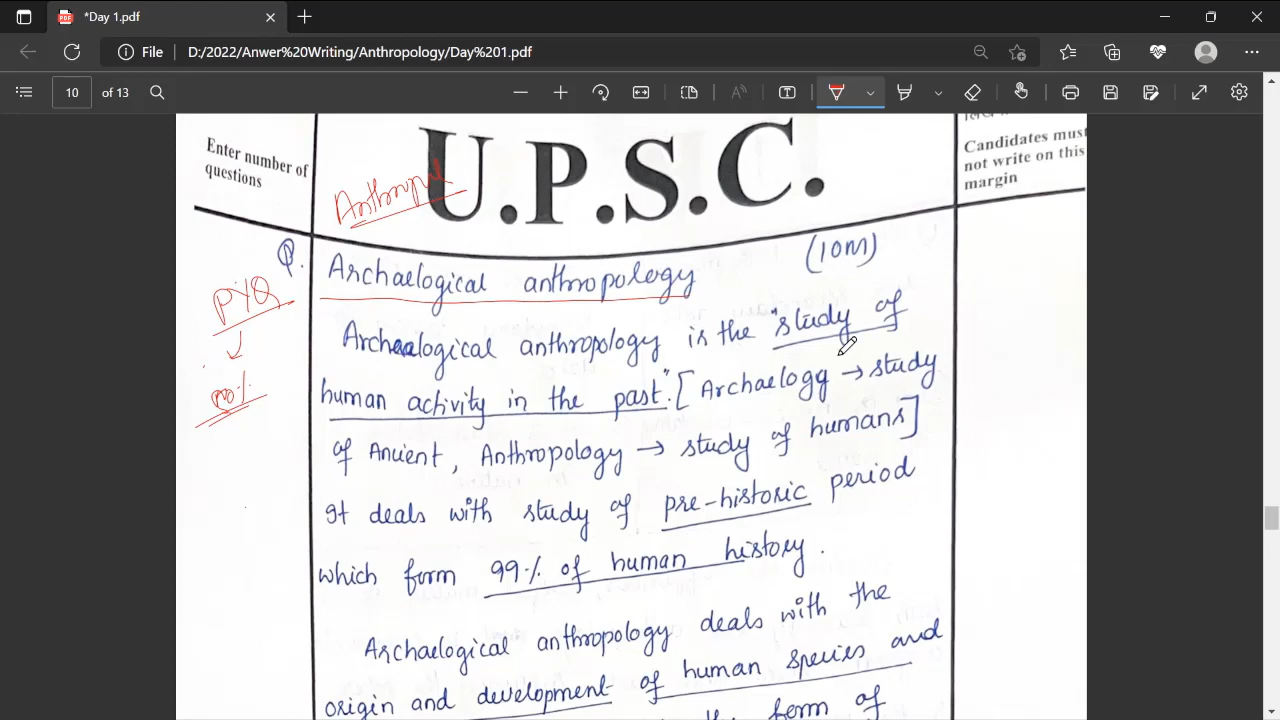 *Day 1.pdf
File D:/2022/Anwer%20Writing/Anthropology/Day%201.pdf
10 of 13
Enter number of
questions
U.P.S.C.
Candidates must
not write on this
margin
Q. Archaelogical anthropology (10M)
PYQ
Archaelogical anthropology is the "study of
human activity in the past". [Archaelogy → study
of Ancient, Anthropology → study of humans]
It deals with study of pre-historic period
which form 99% of human history.
Archaelogical anthropology deals with the
origin and development of human species and
the form of